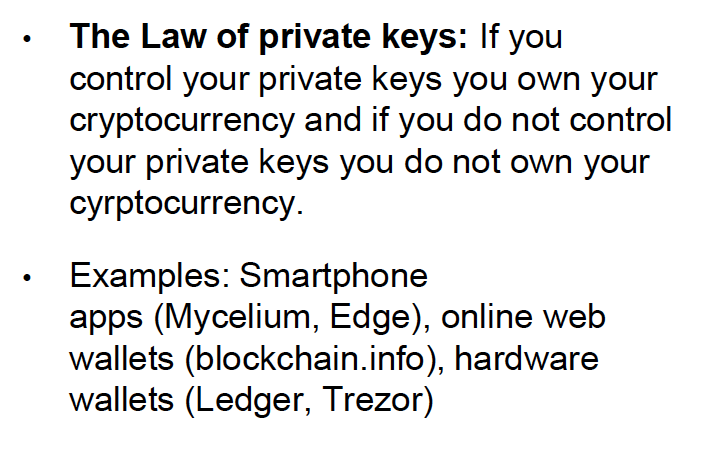 • The Law of private keys: If you
control your private keys you own your
cryptocurrency and if you do not control
your private keys you do not own your
cyrptocurrency.
• Examples: Smartphone
apps (Mycelium, Edge), online web
wallets (blockchain.info), hardware
wallets (Ledger, Trezor)